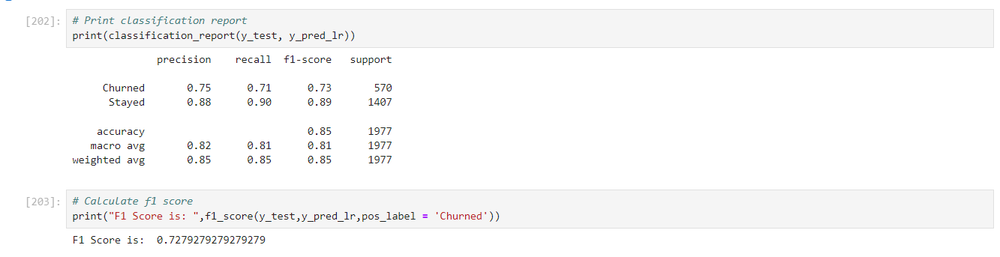 [202]: # Print classification report
print(classification_report(y_test, y_pred_lr))
precision recall f1-score support
Churned 0.75 0.71 0.73 570
Stayed 0.88 0.90 0.89 1407
accuracy 0.85 1977
macro avg 0.82 0.81 0.81 1977
weighted avg 0.85 0.85 0.85 1977
[203]: # Calculate f1 score
print("F1 Score is: ",f1_score(y_test,y_pred_lr,pos_label = 'Churned'))
F1 Score is:  0.7279279279279279